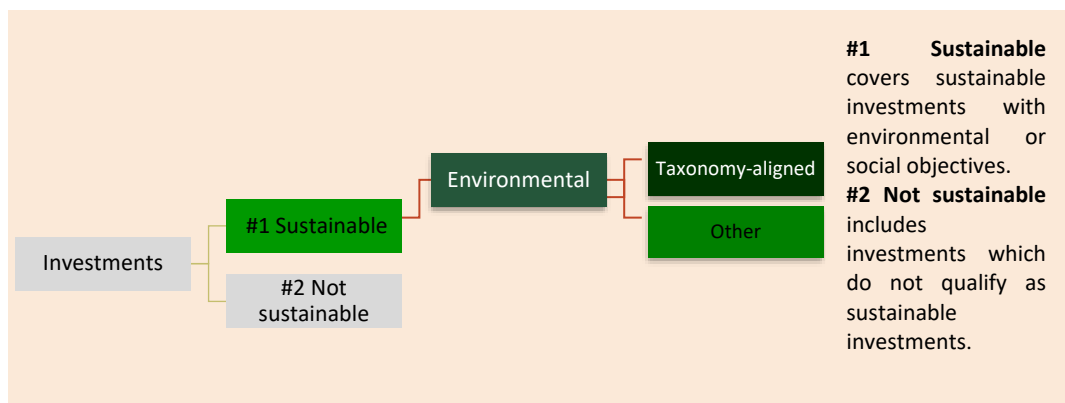 Investments
#1 Sustainable
#2 Not
sustainable
Environmental
Taxonomy-aligned
Other
#1 Sustainable
covers sustainable
investments with
environmental or
social objectives.
#2 Not sustainable
includes
investments which
do not qualify as
sustainable
investments.